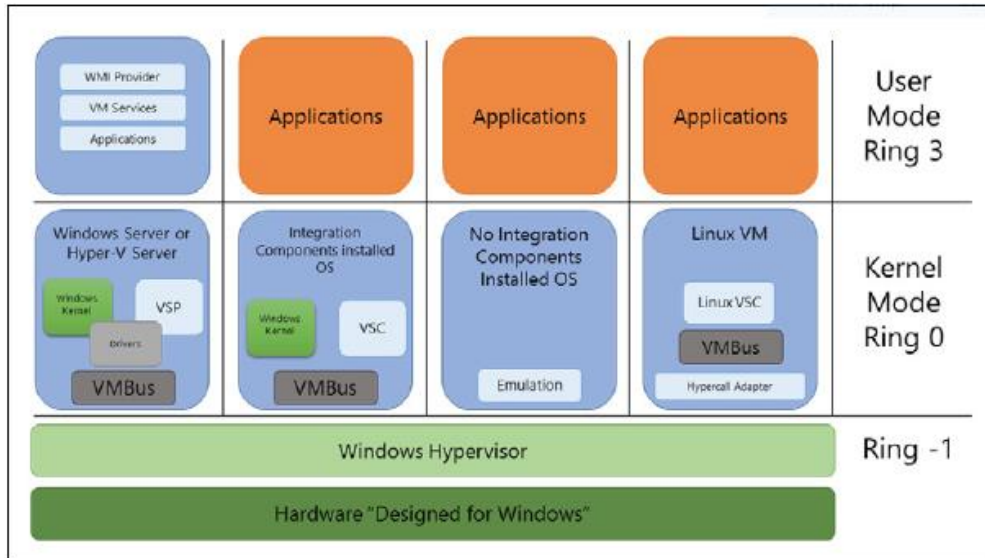 WMI Provider
VM Services
Applications
Applications
Applications
Applications
User
Mode
Ring 3
Windows Server or
Hyper-V Server
Windows
Kernel
VSP
Drivers
VMBus
Integration
Components installed
OS
Windows
Kernel
VSC
VMBus
No Integration
Components
Installed OS
Emulation
Linux VM
Linux VSC
VMBus
Hypercall Adapter
Kernel
Mode
Ring 0
Windows Hypervisor
Ring -1
Hardware "Designed for Windows"